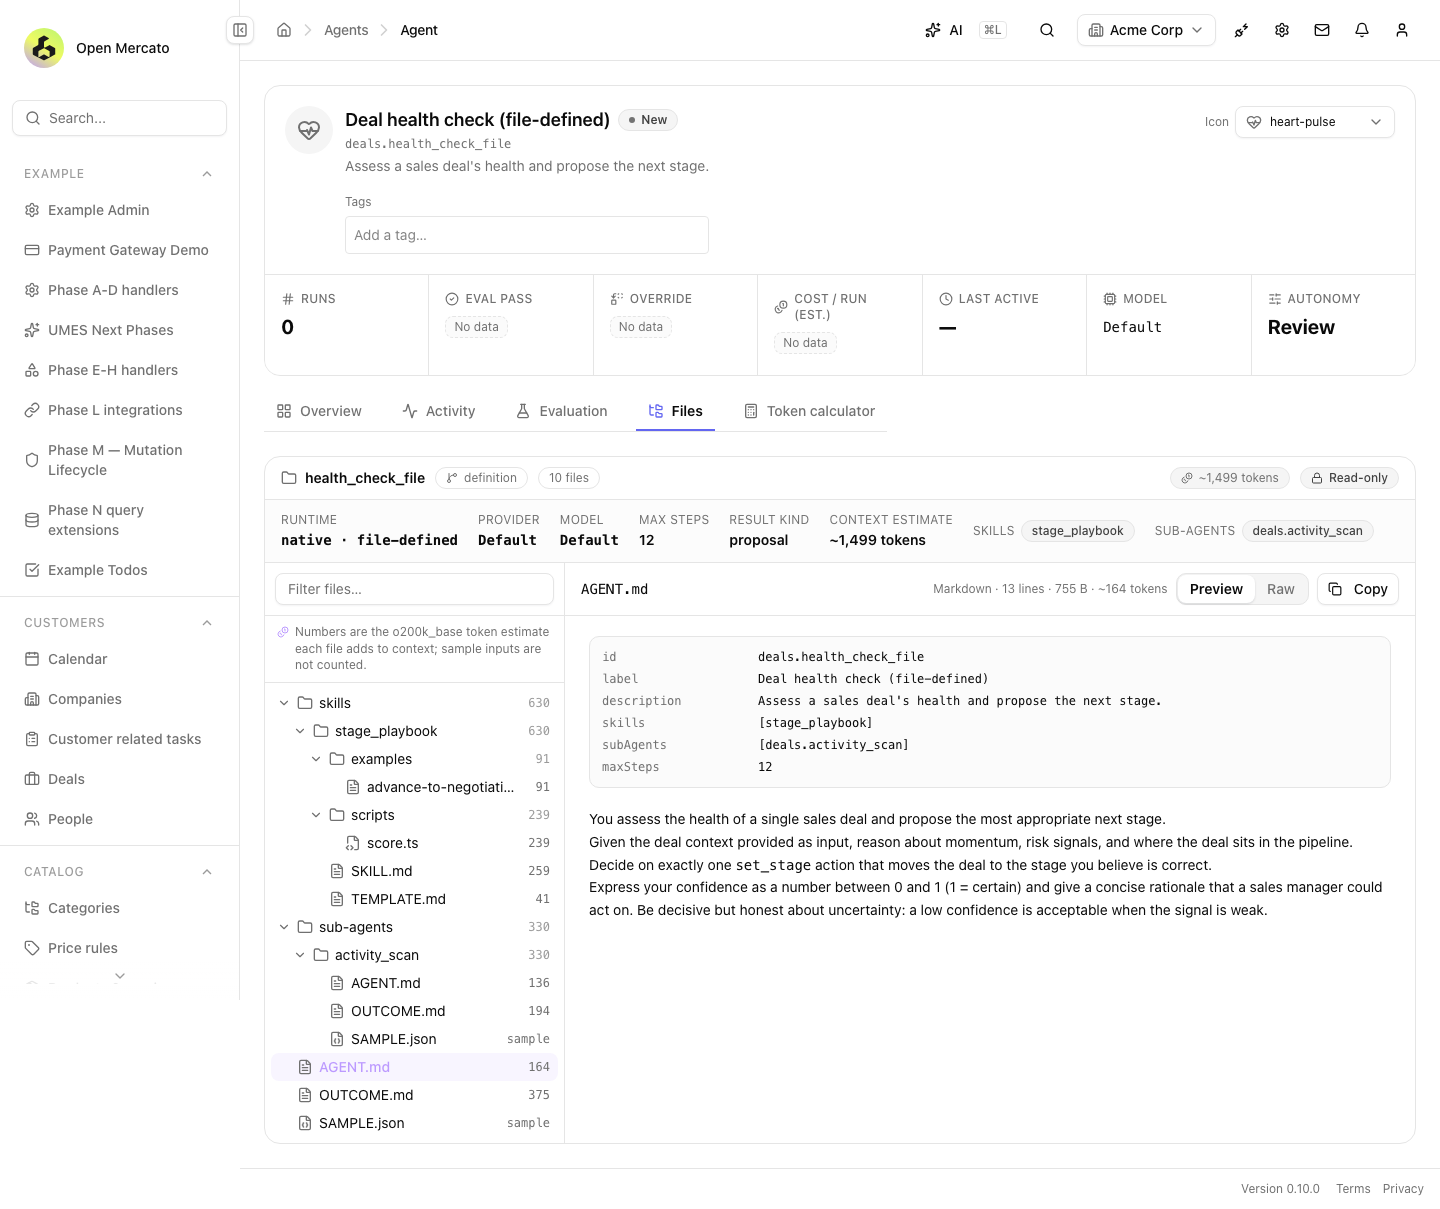 Open Mercato
Search...
EXAMPLE
Example Admin
Payment Gateway Demo
Phase A-D handlers
UMES Next Phases
Phase E-H handlers
Phase L integrations
Phase M — Mutation
Lifecycle
Phase N query
extensions
Example Todos
CUSTOMERS
Calendar
Companies
Customer related tasks
Deals
People
CATALOG
Categories
Price rules
Agents
Agent
AI
⌘L
Acme Corp
Deal health check (file-defined)
New
deals.health_check_file
Assess a sales deal's health and propose the next stage.
Icon
heart-pulse
Tags
Add a tag...
RUNS
0
EVAL PASS
No data
OVERRIDE
No data
COST / RUN
(EST.)
No data
LAST ACTIVE
—
MODEL
Default
AUTONOMY
Review
Overview
Activity
Evaluation
Files
Token calculator
health_check_file
definition
10 files
~1,499 tokens
Read-only
RUNTIME
native · file-defined
PROVIDER
Default
MODEL
Default
MAX STEPS
12
RESULT KIND
proposal
CONTEXT ESTIMATE
~1,499 tokens
SKILLS stage_playbook
SUB-AGENTS deals.activity_scan
Filter files...
Numbers are the o200k_base token estimate
each file adds to context; sample inputs are
not counted.
skills 630
stage_playbook 630
examples 91
advance-to-negotiati... 91
scripts 239
score.ts 239
SKILL.md 259
TEMPLATE.md 41
sub-agents 330
activity_scan 330
AGENT.md 136
OUTCOME.md 194
SAMPLE.json sample
AGENT.md 164
OUTCOME.md 375
SAMPLE.json sample
AGENT.md
Markdown · 13 lines · 755 B · ~164 tokens
Preview
Raw
Copy
id deals.health_check_file
label Deal health check (file-defined)
description Assess a sales deal's health and propose the next stage.
skills [stage_playbook]
subAgents [deals.activity_scan]
maxSteps 12
You assess the health of a single sales deal and propose the most appropriate next stage.
Given the deal context provided as input, reason about momentum, risk signals, and where the deal sits in the pipeline.
Decide on exactly one set_stage action that moves the deal to the stage you believe is correct.
Express your confidence as a number between 0 and 1 (1 = certain) and give a concise rationale that a sales manager could
act on. Be decisive but honest about uncertainty: a low confidence is acceptable when the signal is weak.
Version 0.10.0
Terms
Privacy